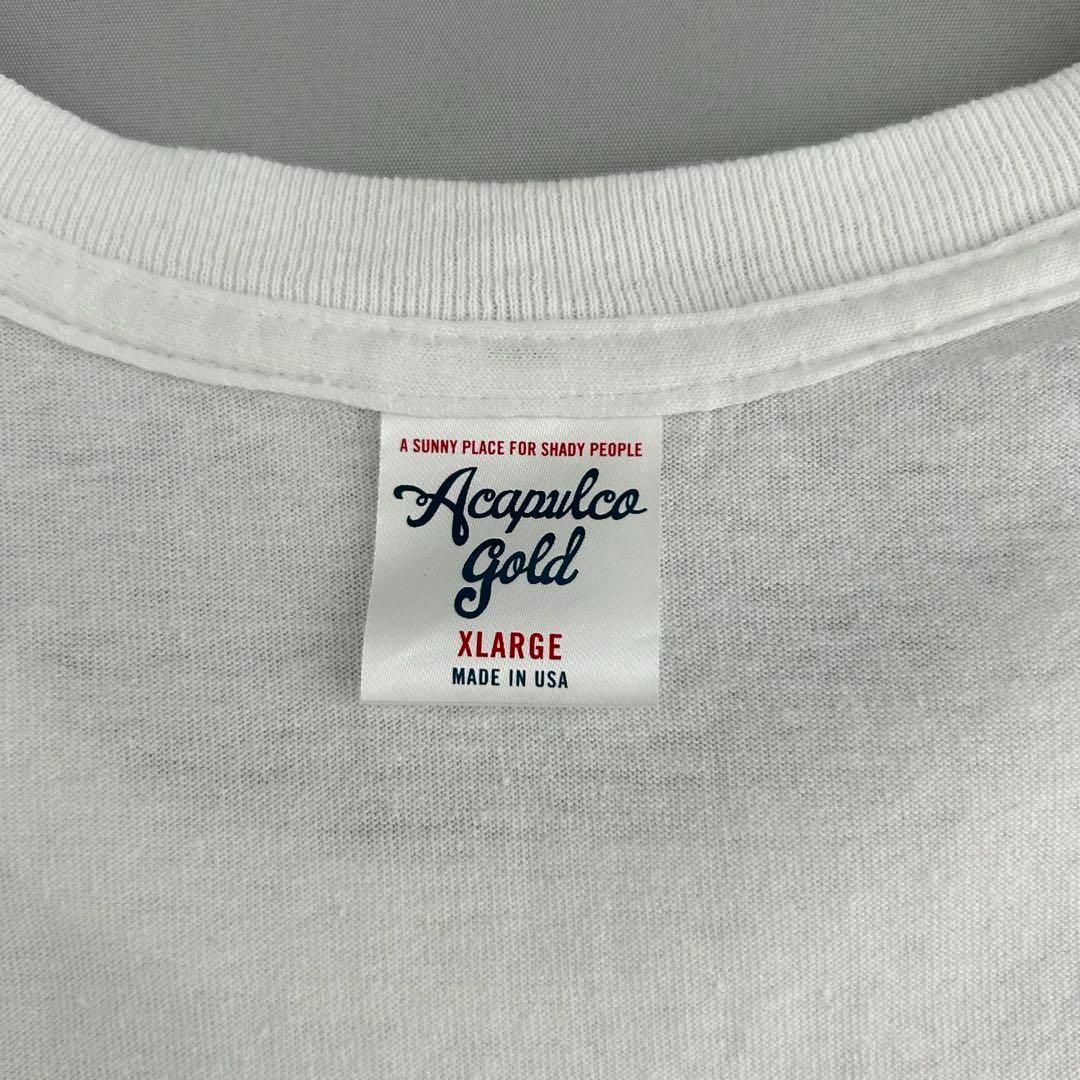 A SUNNY PLACE FOR SHADY PEOPLE
Acapulco
Gold
XLARGE
MADE IN USA